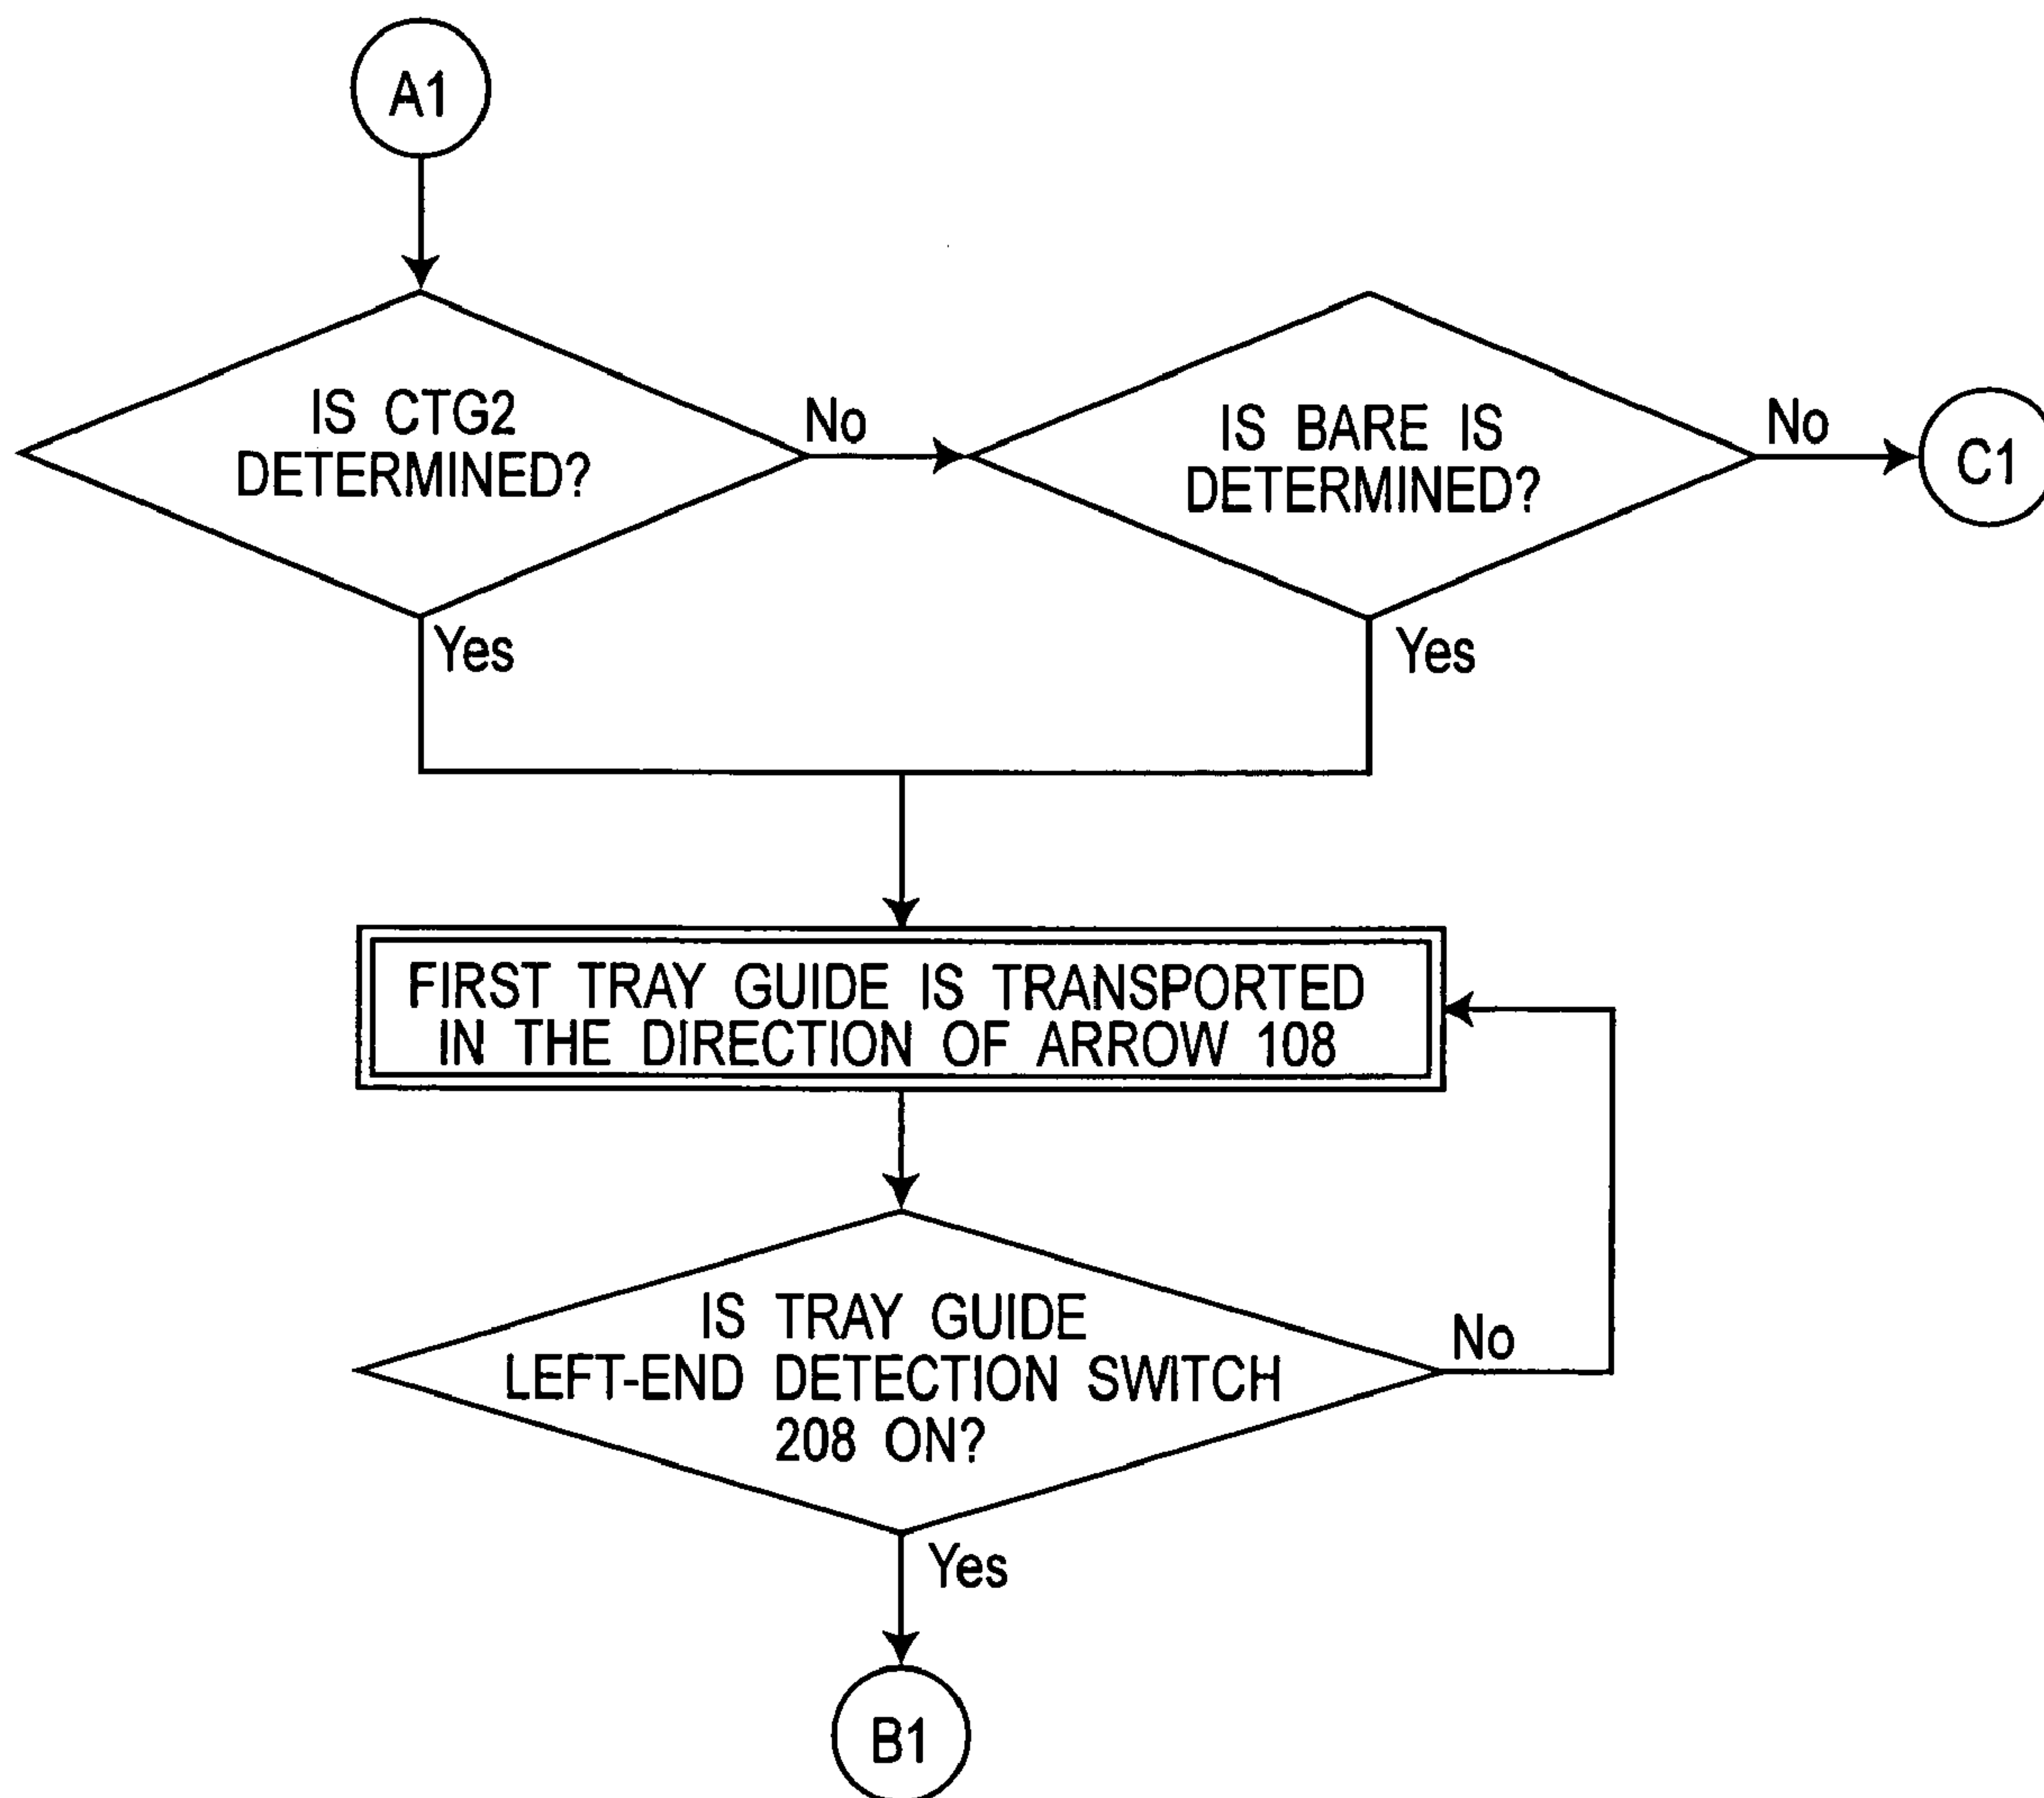 A1
IS CTG2
DETERMINED?
No
IS BARE IS
DETERMINED?
No
C1
Yes
Yes
FIRST TRAY GUIDE IS TRANSPORTED
IN THE DIRECTION OF ARROW 108
IS TRAY GUIDE
LEFT-END DETECTION SWITCH
208 ON?
No
Yes
B1